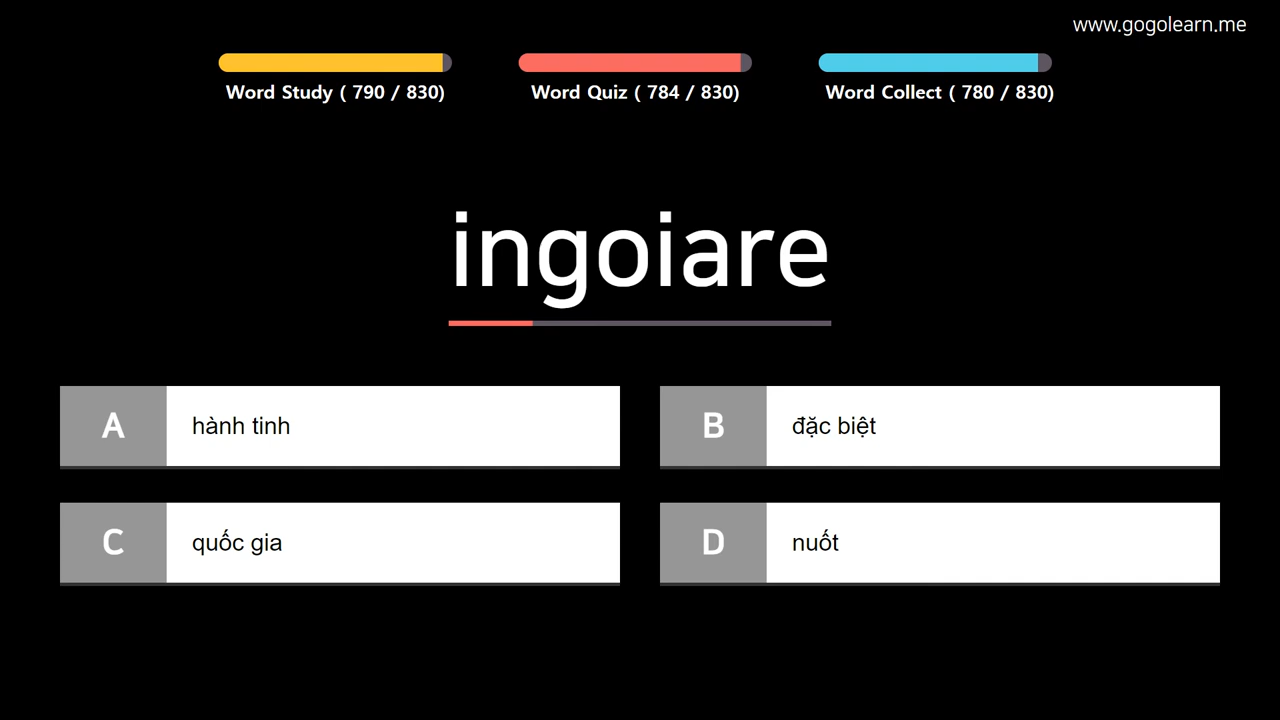 www.gogolearn.me
Word Study ( 790 / 830)
Word Quiz ( 784 / 830)
Word Collect ( 780 / 830)
ingoiare
A hành tinh
B đặc biệt
C quốc gia
D nuốt